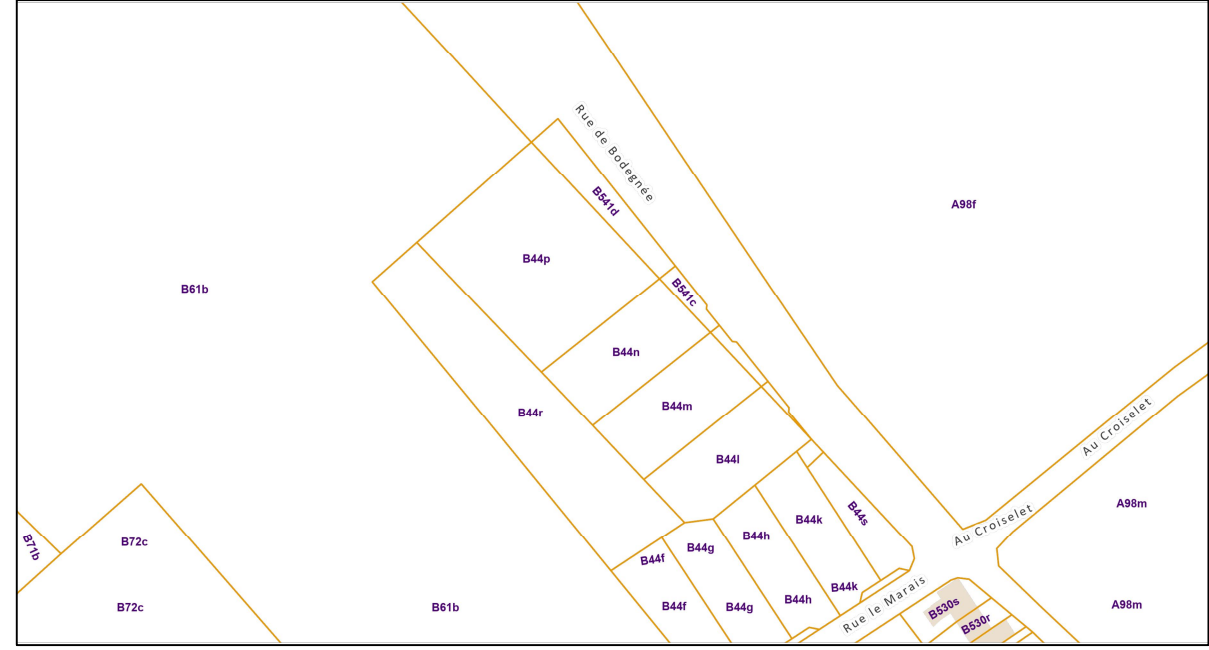 Rue de Bodegnée
B541d
A98f
B44p
B61b
B541c
B44n
B44m
B44r
Au Croiselet
B44l
A98m
B44s
B44k
Au Croiselet
B44h
B72c
B71b
B44g
B44f
B44k
Rue le Marais
B44h
B72c
B61b
B44f
B44g
B530s
A98m
B530r